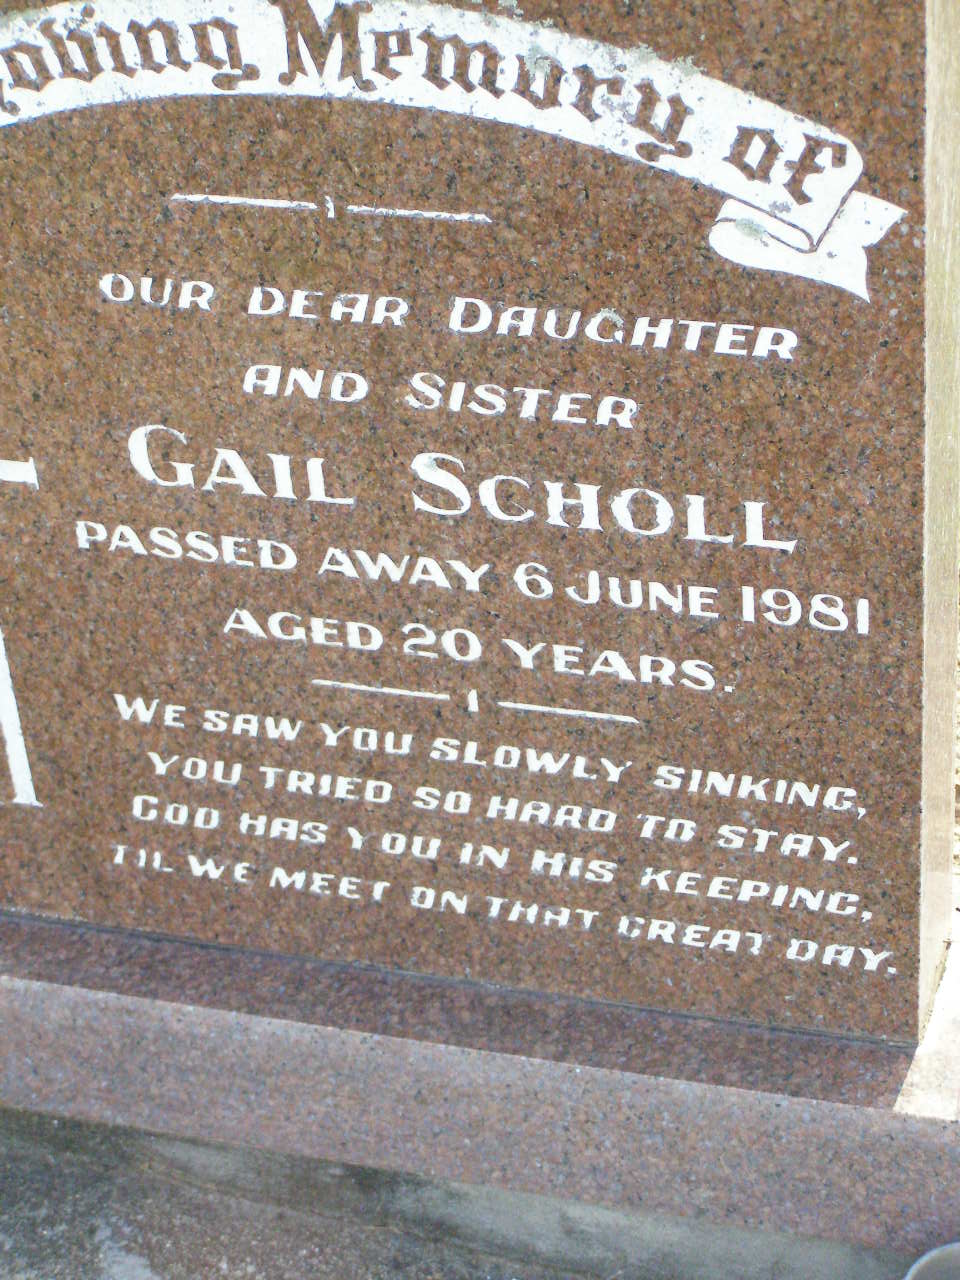 oving Memory of
OUR DEAR DAUGHTER
AND SISTER
GAIL SCHOLL
PASSED AWAY 6 JUNE 1981
AGED 20 YEARS.
WE SAW YOU SLOWLY SINKING,
YOU TRIED SO HARD TO STAY.
GOD HAS YOU IN HIS KEEPING,
TIL WE MEET ON THAT GREAT DAY.